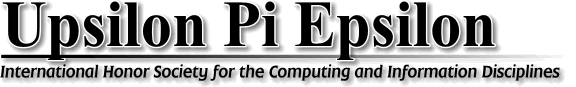 Upsilon Pi Epsilon
International Honor Society for the Computing and Information Disciplines